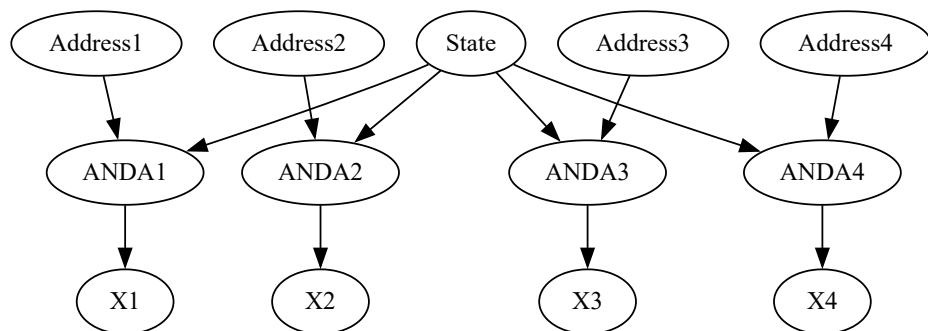 Address1 Address2 State Address3 Address4
ANDA1 ANDA2 ANDA3 ANDA4
X1 X2 X3 X4